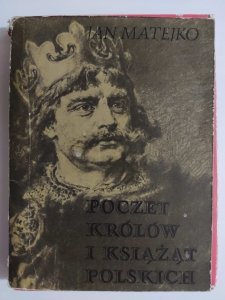 JAN MATEJKO
POCZET
KRÓLÓW
I KSIĄŻĄT
POLSKICH